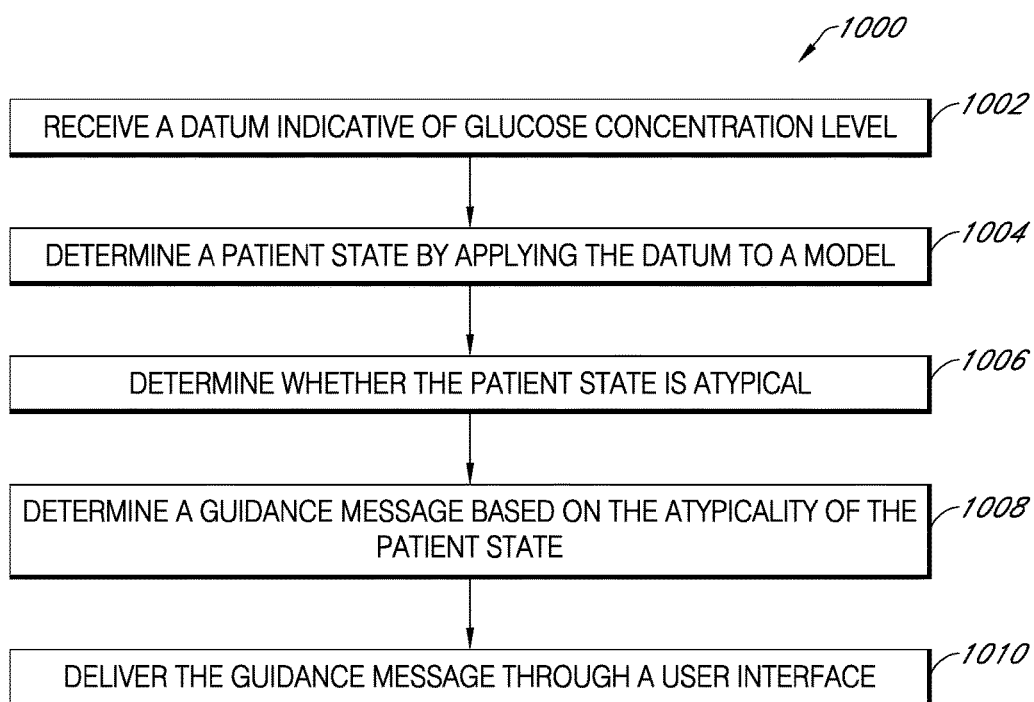 1000
RECEIVE A DATUM INDICATIVE OF GLUCOSE CONCENTRATION LEVEL
1002
DETERMINE A PATIENT STATE BY APPLYING THE DATUM TO A MODEL
1004
DETERMINE WHETHER THE PATIENT STATE IS ATYPICAL
1006
DETERMINE A GUIDANCE MESSAGE BASED ON THE ATYPICALITY OF THE
PATIENT STATE
1008
DELIVER THE GUIDANCE MESSAGE THROUGH A USER INTERFACE
1010